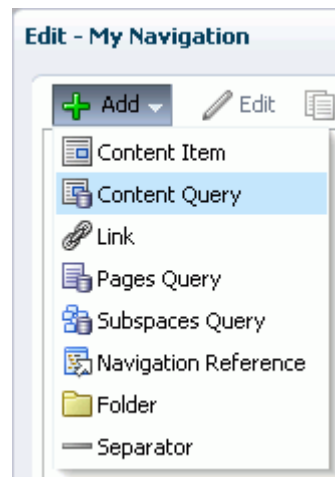 Edit - My Navigation
Add Edit
Content Item
Content Query
Link
Pages Query
Subspaces Query
Navigation Reference
Folder
Separator